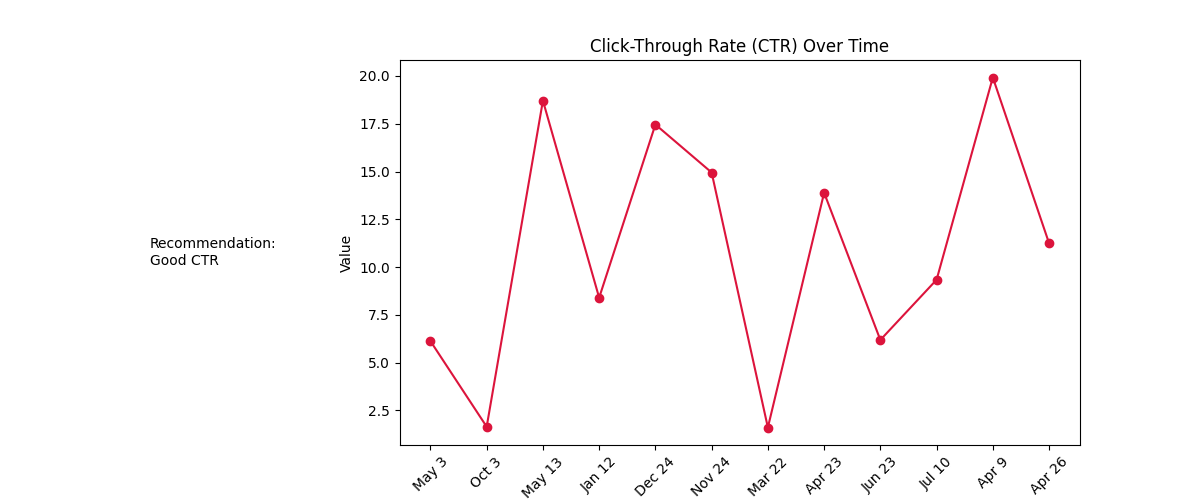 Click-Through Rate (CTR) Over Time
Recommendation:
Good CTR
Value
20.0
17.5
15.0
12.5
10.0
7.5
5.0
2.5
May 3
Oct 3
May 13
Jan 12
Dec 24
Nov 24
Mar 22
Apr 23
Jun 23
Jul 10
Apr 9
Apr 26